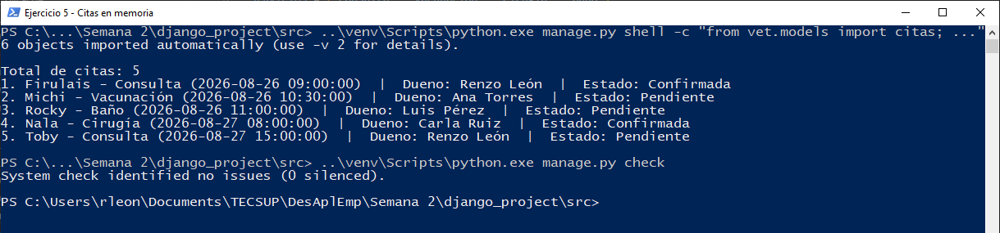 Ejercicio 5 - Citas en memoria
PS C:\...\Semana 2\django_project\src> ..\venv\Scripts\python.exe manage.py shell -c "from vet.models import citas; ..."
6 objects imported automatically (use -v 2 for details).
Total de citas: 5
1. Firulais - Consulta (2026-08-26 09:00:00)  |  Dueno: Renzo León  |  Estado: Confirmada
2. Michi - Vacunación (2026-08-26 10:30:00)  |  Dueno: Ana Torres  |  Estado: Pendiente
3. Rocky - Baño (2026-08-26 11:00:00)  |  Dueno: Luis Pérez  |  Estado: Pendiente
4. Nala - Cirugía (2026-08-27 08:00:00)  |  Dueno: Carla Ruiz  |  Estado: Confirmada
5. Toby - Consulta (2026-08-27 15:00:00)  |  Dueno: Renzo León  |  Estado: Pendiente
PS C:\...\Semana 2\django_project\src> ..\venv\Scripts\python.exe manage.py check
System check identified no issues (0 silenced).
PS C:\Users\rleon\Documents\TECSUP\DesAplEmp\Semana 2\django_project\src>